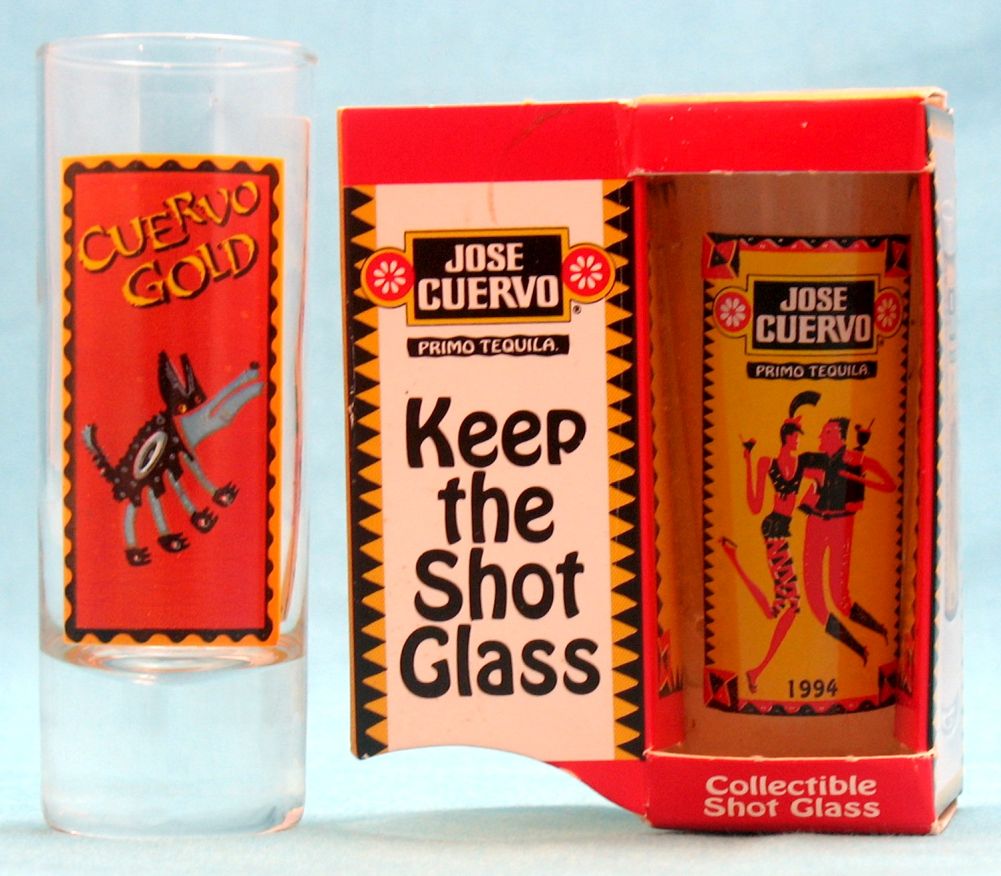 CUERVO
GOLD
JOSE
CUERVO
®
PRIMO TEQUILA.
Keep
the
Shot
Glass
JOSE
CUERVO
PRIMO TEQUILA
1994
Collectible
Shot Glass